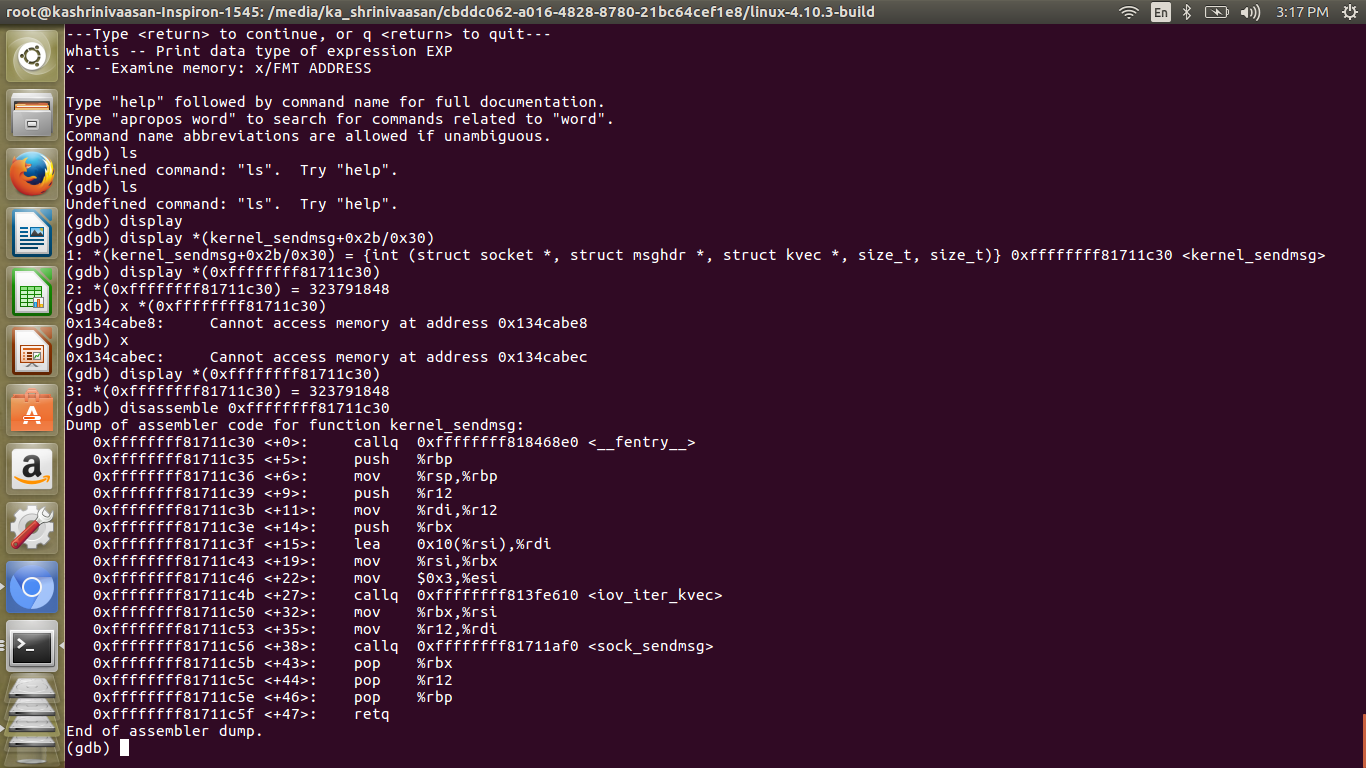 root@kashrinivaasan-Inspiron-1545: /media/ka_shrinivaasan/cbddc062-a016-4828-8780-21bc64cef1e8/linux-4.10.3-build En 3:17 PM
---Type <return> to continue, or q <return> to quit---
whatis -- Print data type of expression EXP
x -- Examine memory: x/FMT ADDRESS
Type "help" followed by command name for full documentation.
Type "apropos word" to search for commands related to "word".
Command name abbreviations are allowed if unambiguous.
(gdb) ls
Undefined command: "ls".  Try "help".
(gdb) ls
Undefined command: "ls".  Try "help".
(gdb) display
(gdb) display *(kernel_sendmsg+0x2b/0x30)
1: *(kernel_sendmsg+0x2b/0x30) = {int (struct socket *, struct msghdr *, struct kvec *, size_t, size_t)} 0xffffffff81711c30 <kernel_sendmsg>
(gdb) display *(0xffffffff81711c30)
2: *(0xffffffff81711c30) = 323791848
(gdb) x *(0xffffffff81711c30)
0x134cabe8:     Cannot access memory at address 0x134cabe8
(gdb) x
0x134cabec:     Cannot access memory at address 0x134cabec
(gdb) display *(0xffffffff81711c30)
3: *(0xffffffff81711c30) = 323791848
(gdb) disassemble 0xffffffff81711c30
Dump of assembler code for function kernel_sendmsg:
   0xffffffff81711c30 <+0>:     callq  0xffffffff818468e0 <__fentry__>
   0xffffffff81711c35 <+5>:     push   %rbp
   0xffffffff81711c36 <+6>:     mov    %rsp,%rbp
   0xffffffff81711c39 <+9>:     push   %r12
   0xffffffff81711c3b <+11>:    mov    %rdi,%r12
   0xffffffff81711c3e <+14>:    push   %rbx
   0xffffffff81711c3f <+15>:    lea    0x10(%rsi),%rdi
   0xffffffff81711c43 <+19>:    mov    %rsi,%rbx
   0xffffffff81711c46 <+22>:    mov    $0x3,%esi
   0xffffffff81711c4b <+27>:    callq  0xffffffff813fe610 <iov_iter_kvec>
   0xffffffff81711c50 <+32>:    mov    %rbx,%rsi
   0xffffffff81711c53 <+35>:    mov    %r12,%rdi
   0xffffffff81711c56 <+38>:    callq  0xffffffff81711af0 <sock_sendmsg>
   0xffffffff81711c5b <+43>:    pop    %rbx
   0xffffffff81711c5c <+44>:    pop    %r12
   0xffffffff81711c5e <+46>:    pop    %rbp
   0xffffffff81711c5f <+47>:    retq
End of assembler dump.
(gdb)